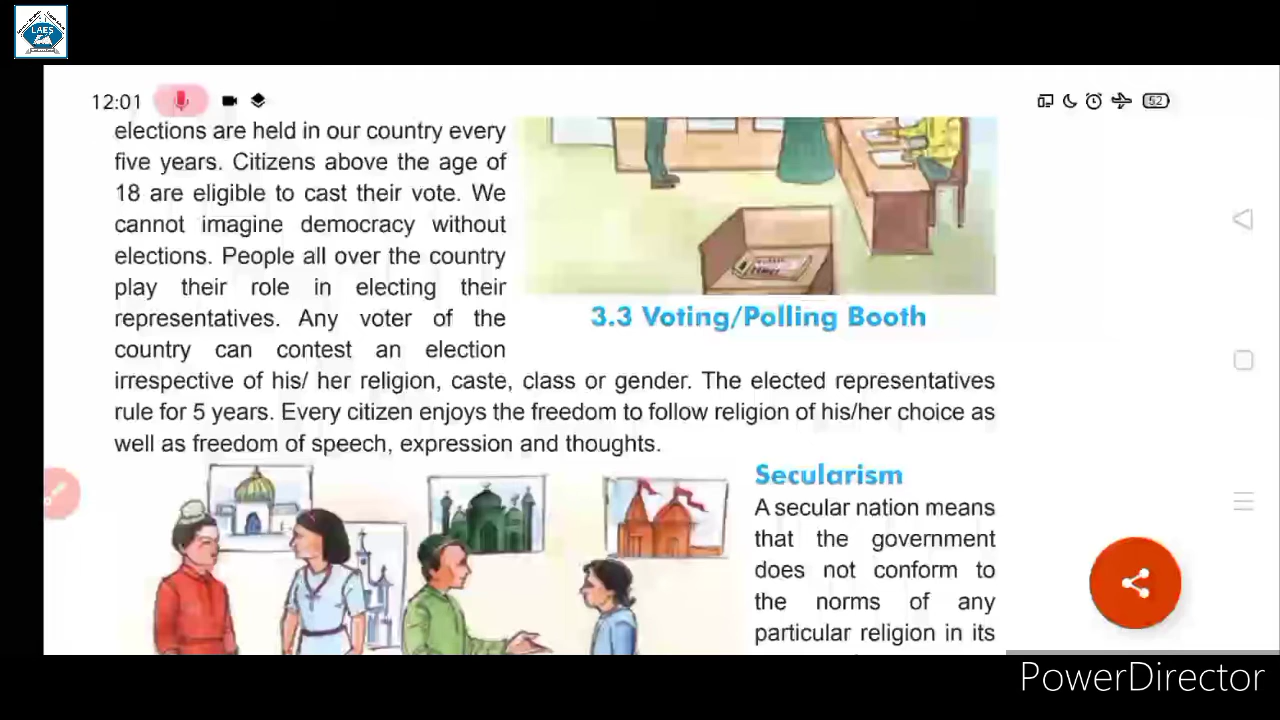 LAES
12:01
52
elections are held in our country every
five years. Citizens above the age of
18 are eligible to cast their vote. We
cannot imagine democracy without
elections. People all over the country
play their role in electing their
representatives. Any voter of the
country can contest an election
3.3 Voting/Polling Booth
irrespective of his/ her religion, caste, class or gender. The elected representatives
rule for 5 years. Every citizen enjoys the freedom to follow religion of his/her choice as
well as freedom of speech, expression and thoughts.
Secularism
A secular nation means
that the government
does not conform to
the norms of any
particular religion in its
PowerDirector